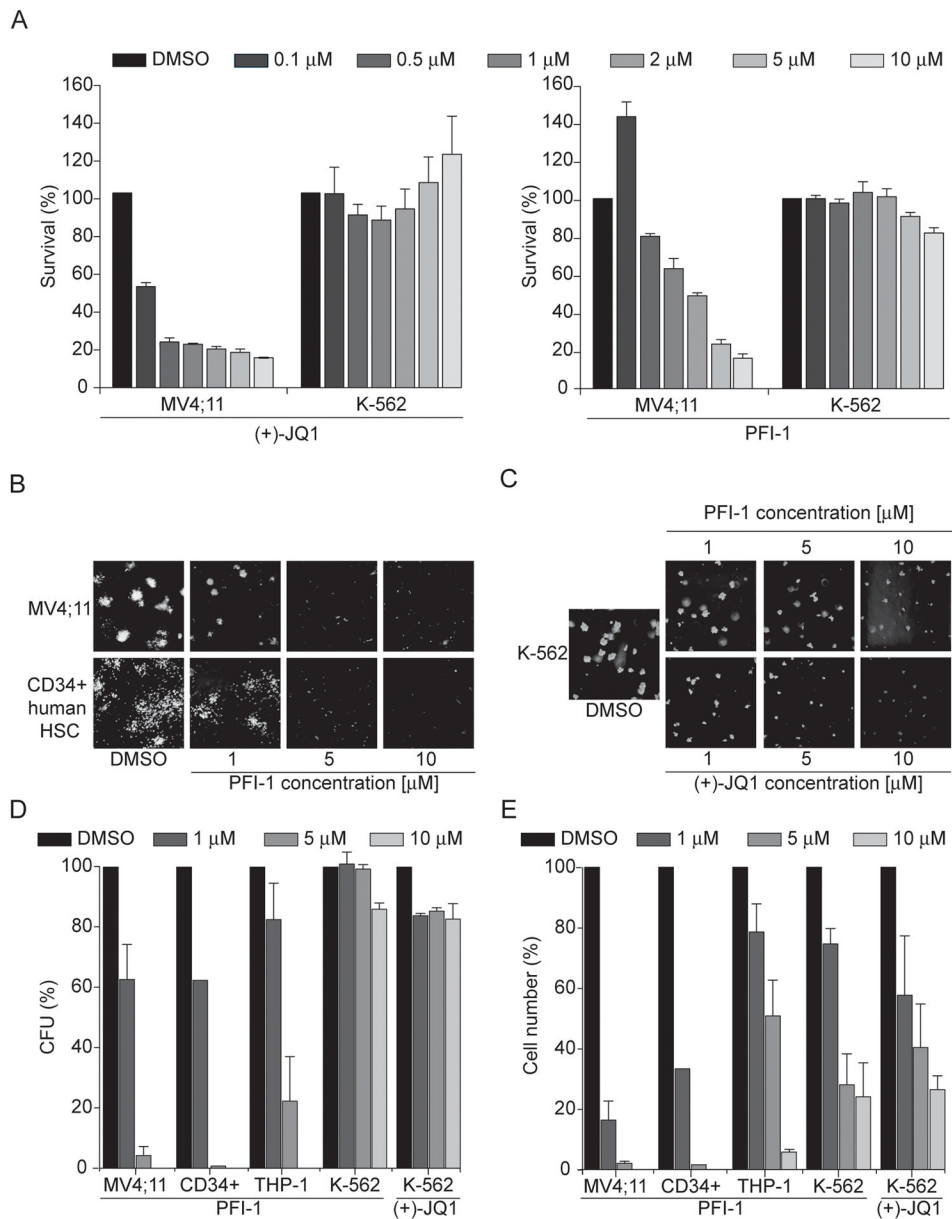 A
DMSO 0.1 μM 0.5 μM 1 μM 2 μM 5 μM 10 μM
160
140
120
100
80
60
40
20
0
Survival (%)
MV4;11 K-562
(+)-JQ1
160
140
120
100
80
60
40
20
0
Survival (%)
MV4;11 K-562
PFI-1
B
MV4;11
CD34+
human
HSC
DMSO 1 5 10
PFI-1 concentration [μM]
C
PFI-1 concentration [μM]
1 5 10
K-562
DMSO
1 5 10
(+)-JQ1 concentration [μM]
D
DMSO 1 μM 5 μM 10 μM
100
80
60
40
20
0
CFU (%)
MV4;11 CD34+ THP-1 K-562 K-562
PFI-1 (+)-JQ1
E
DMSO 1 μM 5 μM 10 μM
100
80
60
40
20
0
Cell number (%)
MV4;11 CD34+ THP-1 K-562 K-562
PFI-1 (+)-JQ1